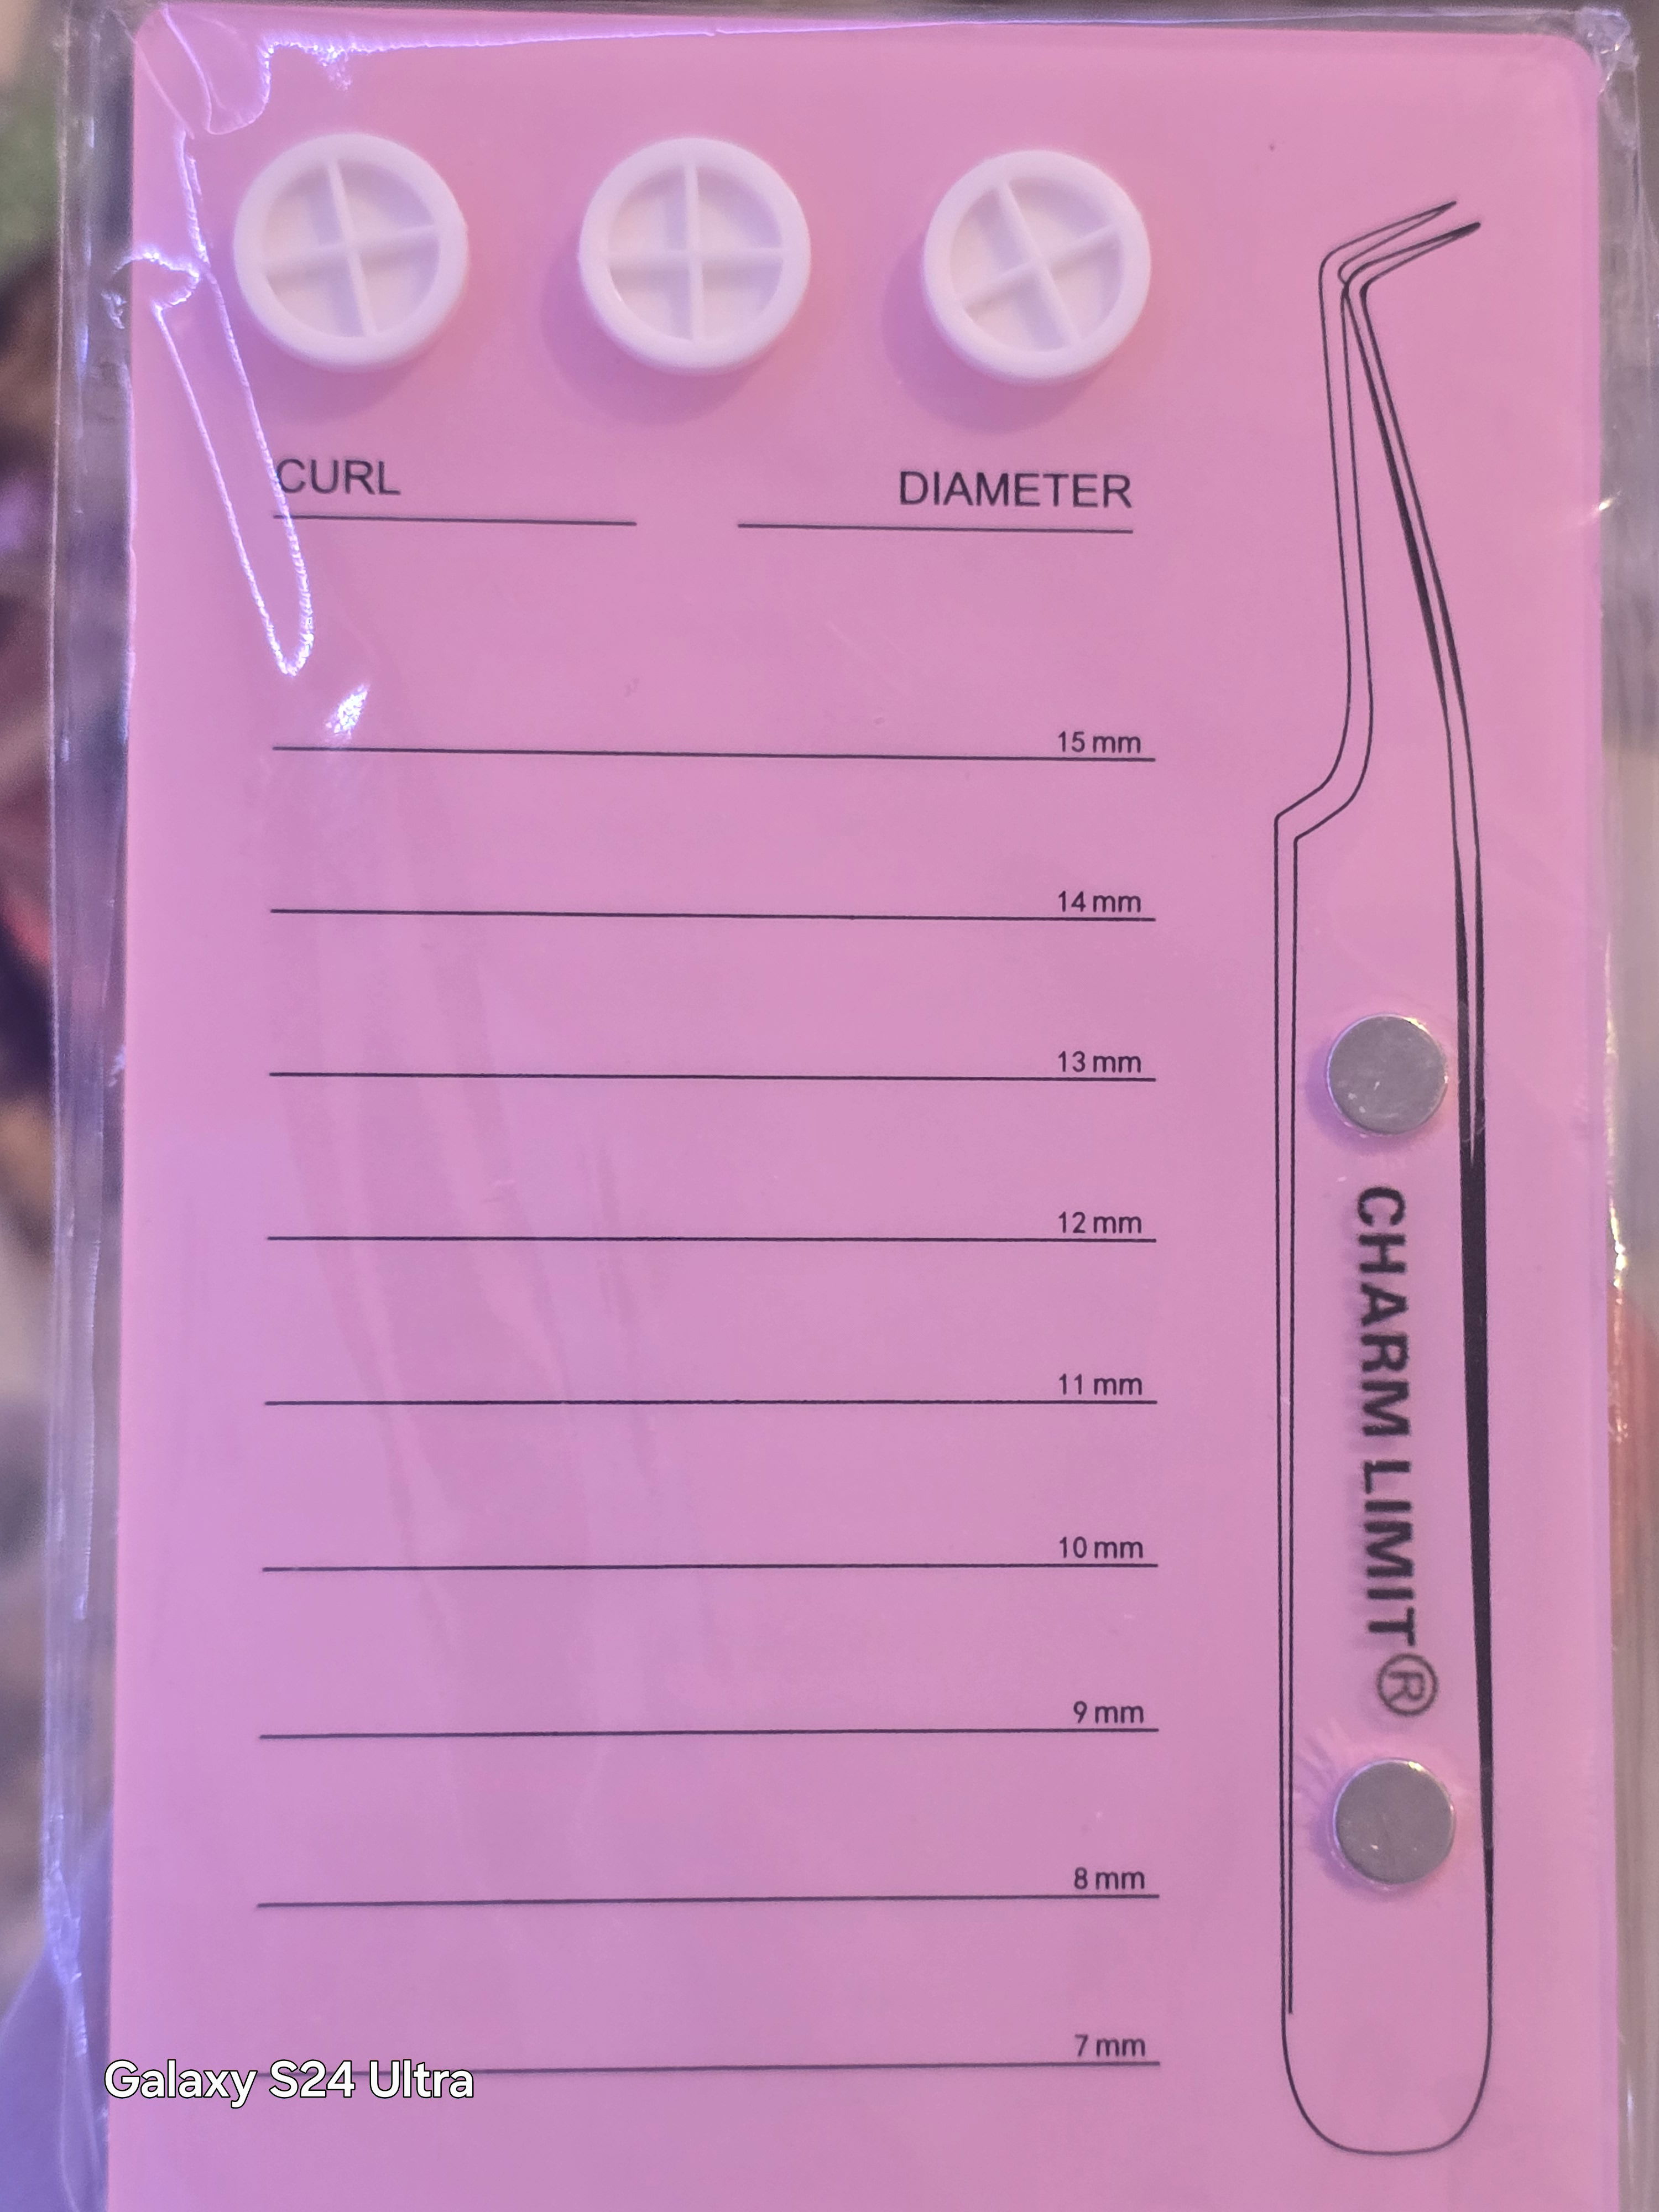 CURL
DIAMETER
15 mm
14 mm
13 mm
12 mm
11 mm
10 mm
9 mm
8 mm
7 mm
CHARM LIMIT®
Galaxy S24 Ultra